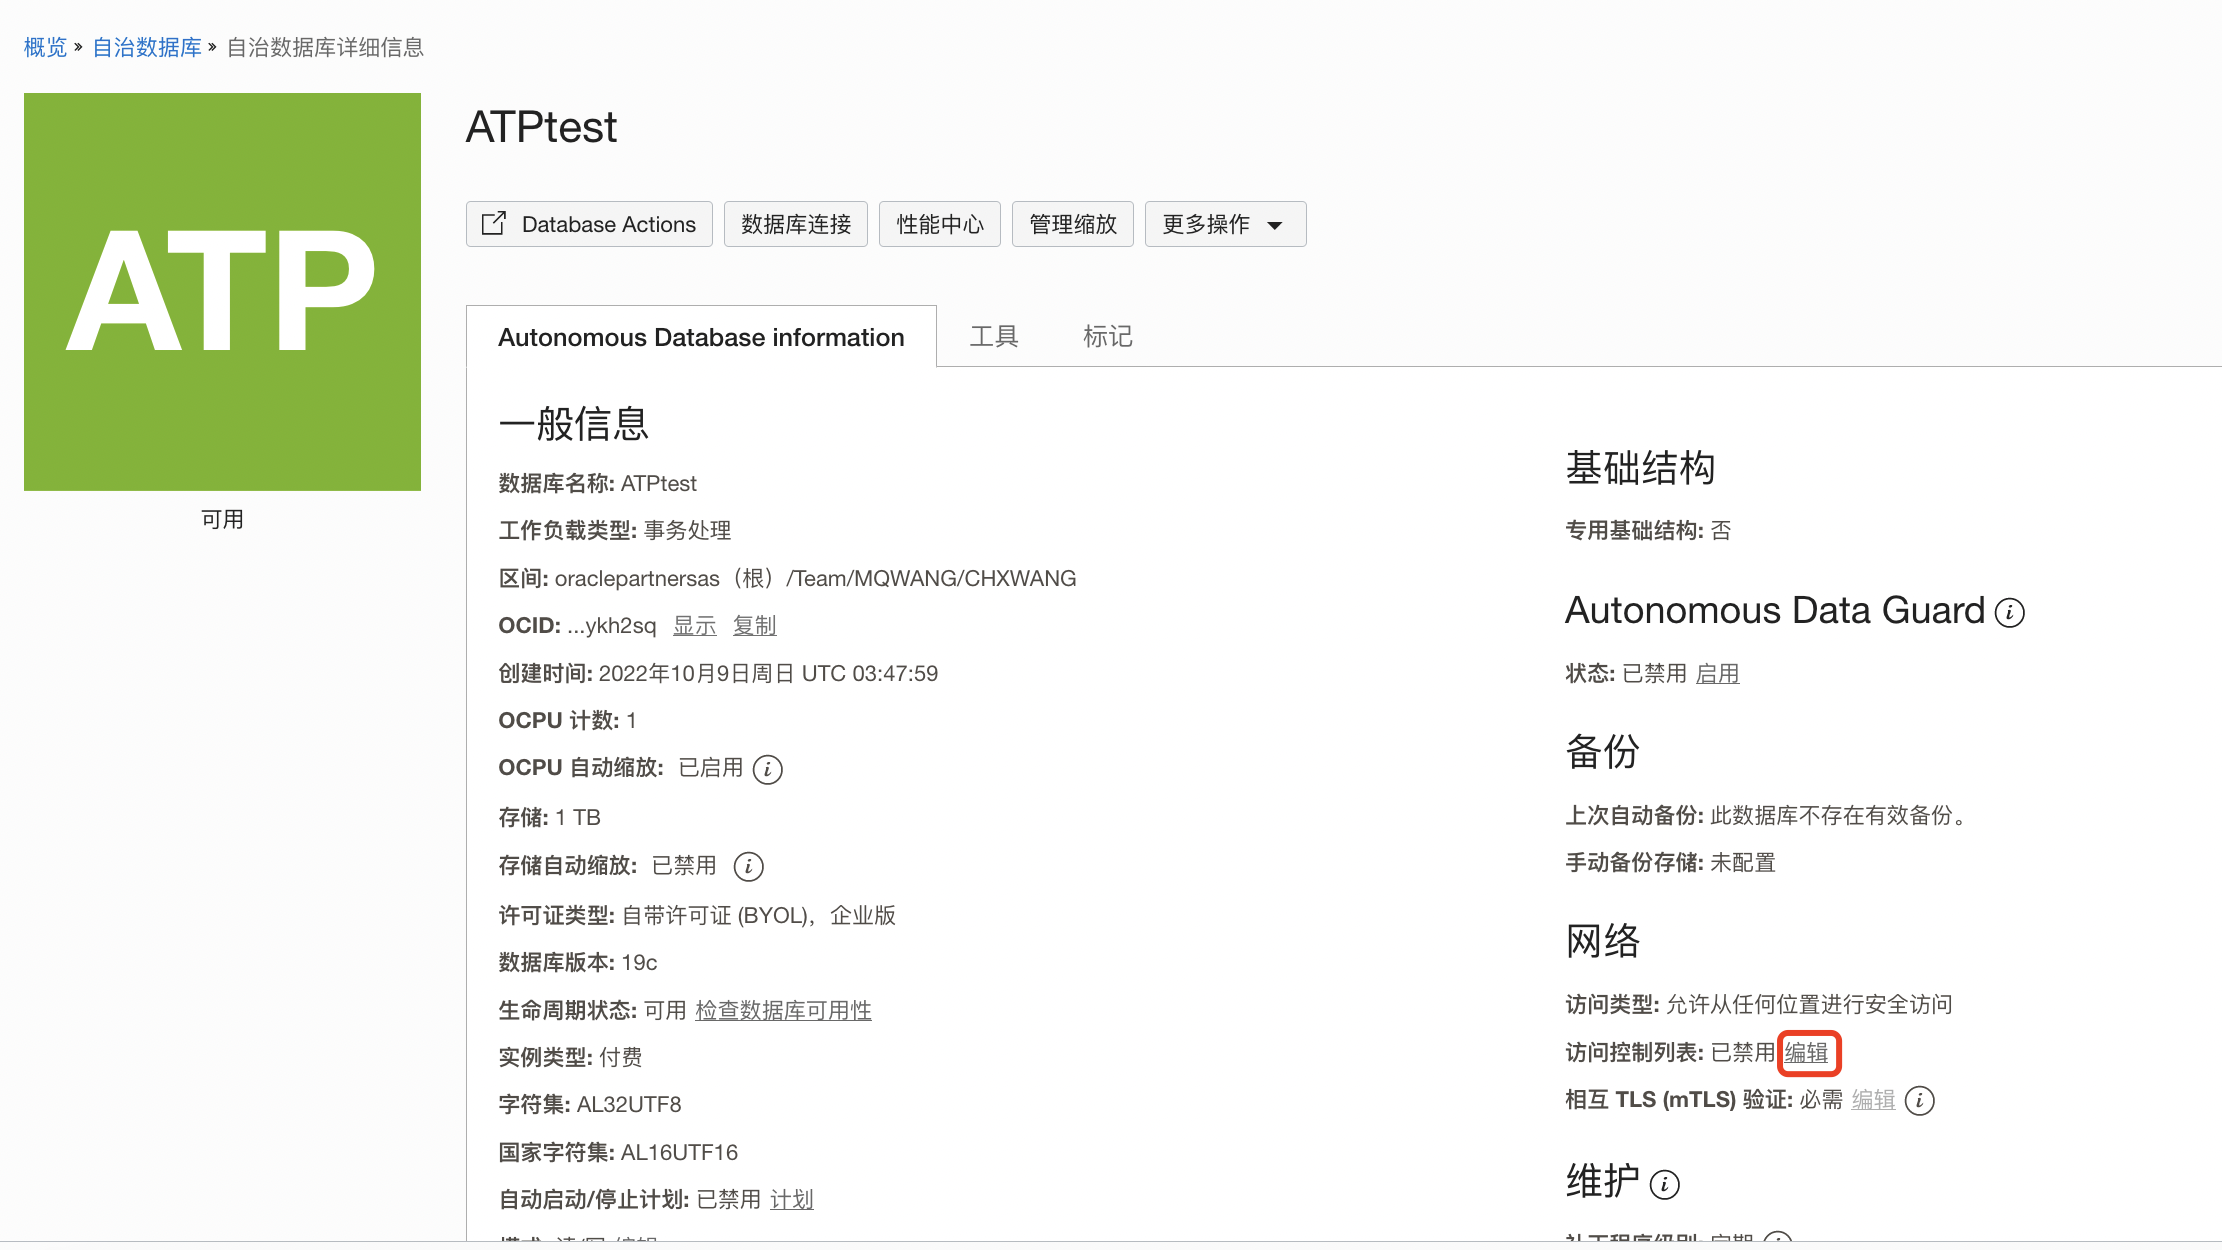 概览 » 自治数据库 » 自治数据库详细信息
ATP
可用
ATPtest
Database Actions
数据库连接
性能中心
管理缩放
更多操作
Autonomous Database information
工具
标记
一般信息
数据库名称: ATPtest
工作负载类型: 事务处理
区间: oraclepartnersas（根）/Team/MQWANG/CHXWANG
OCID: ...ykh2sq 显示 复制
创建时间: 2022年10月9日周日 UTC 03:47:59
OCPU 计数: 1
OCPU 自动缩放: 已启用
存储: 1 TB
存储自动缩放: 已禁用
许可证类型: 自带许可证 (BYOL)，企业版
数据库版本: 19c
生命周期状态: 可用 检查数据库可用性
实例类型: 付费
字符集: AL32UTF8
国家字符集: AL16UTF16
自动启动/停止计划: 已禁用 计划
基础结构
专用基础结构: 否
Autonomous Data Guard
状态: 已禁用 启用
备份
上次自动备份: 此数据库不存在有效备份。
手动备份存储: 未配置
网络
访问类型: 允许从任何位置进行安全访问
访问控制列表: 已禁用 编辑
相互 TLS (mTLS) 验证: 必需 编辑
维护